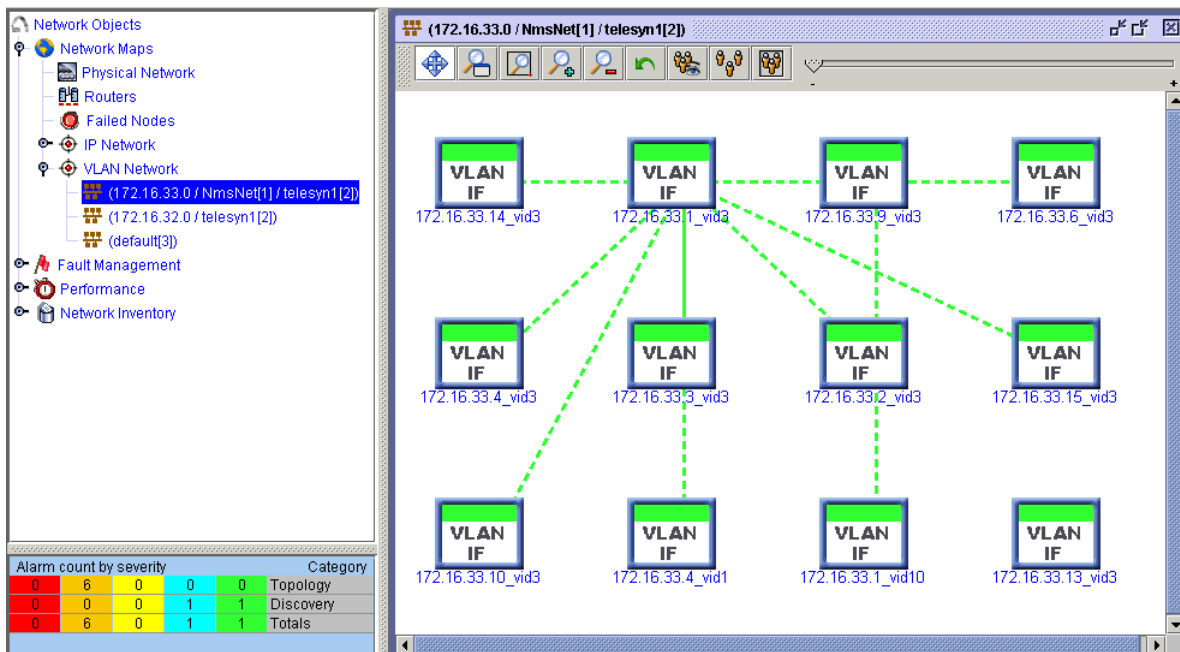 Network Objects
Network Maps
Physical Network
Routers
Failed Nodes
IP Network
VLAN Network
(172.16.33.0 / NmsNet[1] / telesyn1[2])
(172.16.32.0 / telesyn1[2])
(default[3])
Fault Management
Performance
Network Inventory
Alarm count by severity Category
0 6 0 0 0 Topology
0 0 0 1 1 Discovery
0 6 0 1 1 Totals
(172.16.33.0 / NmsNet[1] / telesyn1[2])
- +
VLAN IF VLAN IF VLAN IF VLAN IF
172.16.33.14_vid3 172.16.33.1_vid3 172.16.33.9_vid3 172.16.33.6_vid3
VLAN IF VLAN IF VLAN IF VLAN IF
172.16.33.4_vid3 172.16.33.3_vid3 172.16.33.2_vid3 172.16.33.15_vid3
VLAN IF VLAN IF VLAN IF VLAN IF
172.16.33.10_vid3 172.16.33.4_vid1 172.16.33.1_vid10 172.16.33.13_vid3